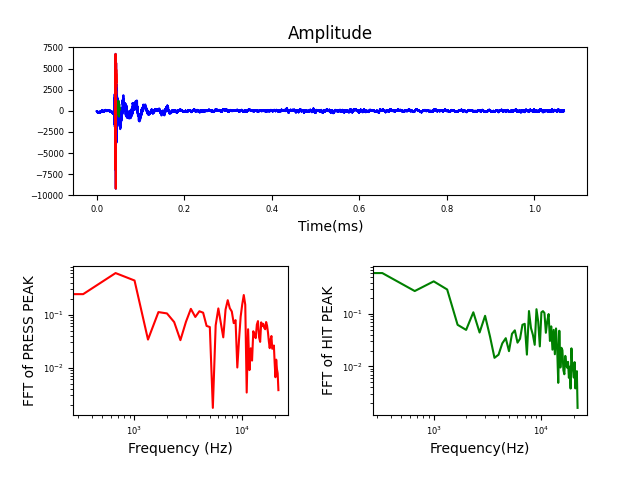 Amplitude
7500
5000
2500
0
−2500
−5000
−7500
−10000
0.0 0.2 0.4 0.6 0.8 1.0
Time(ms)
FFT of PRESS PEAK
10⁻¹
10⁻²
10³ 10⁴
Frequency (Hz)
FFT of HIT PEAK
10⁻¹
10⁻²
10³ 10⁴
Frequency(Hz)